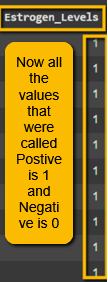 Estrogen_Levels
1
Now all
the
values
that
were
called
Postive
is 1
and
Negati
ve is 0
1
1
1
1
1
1
1
1
1